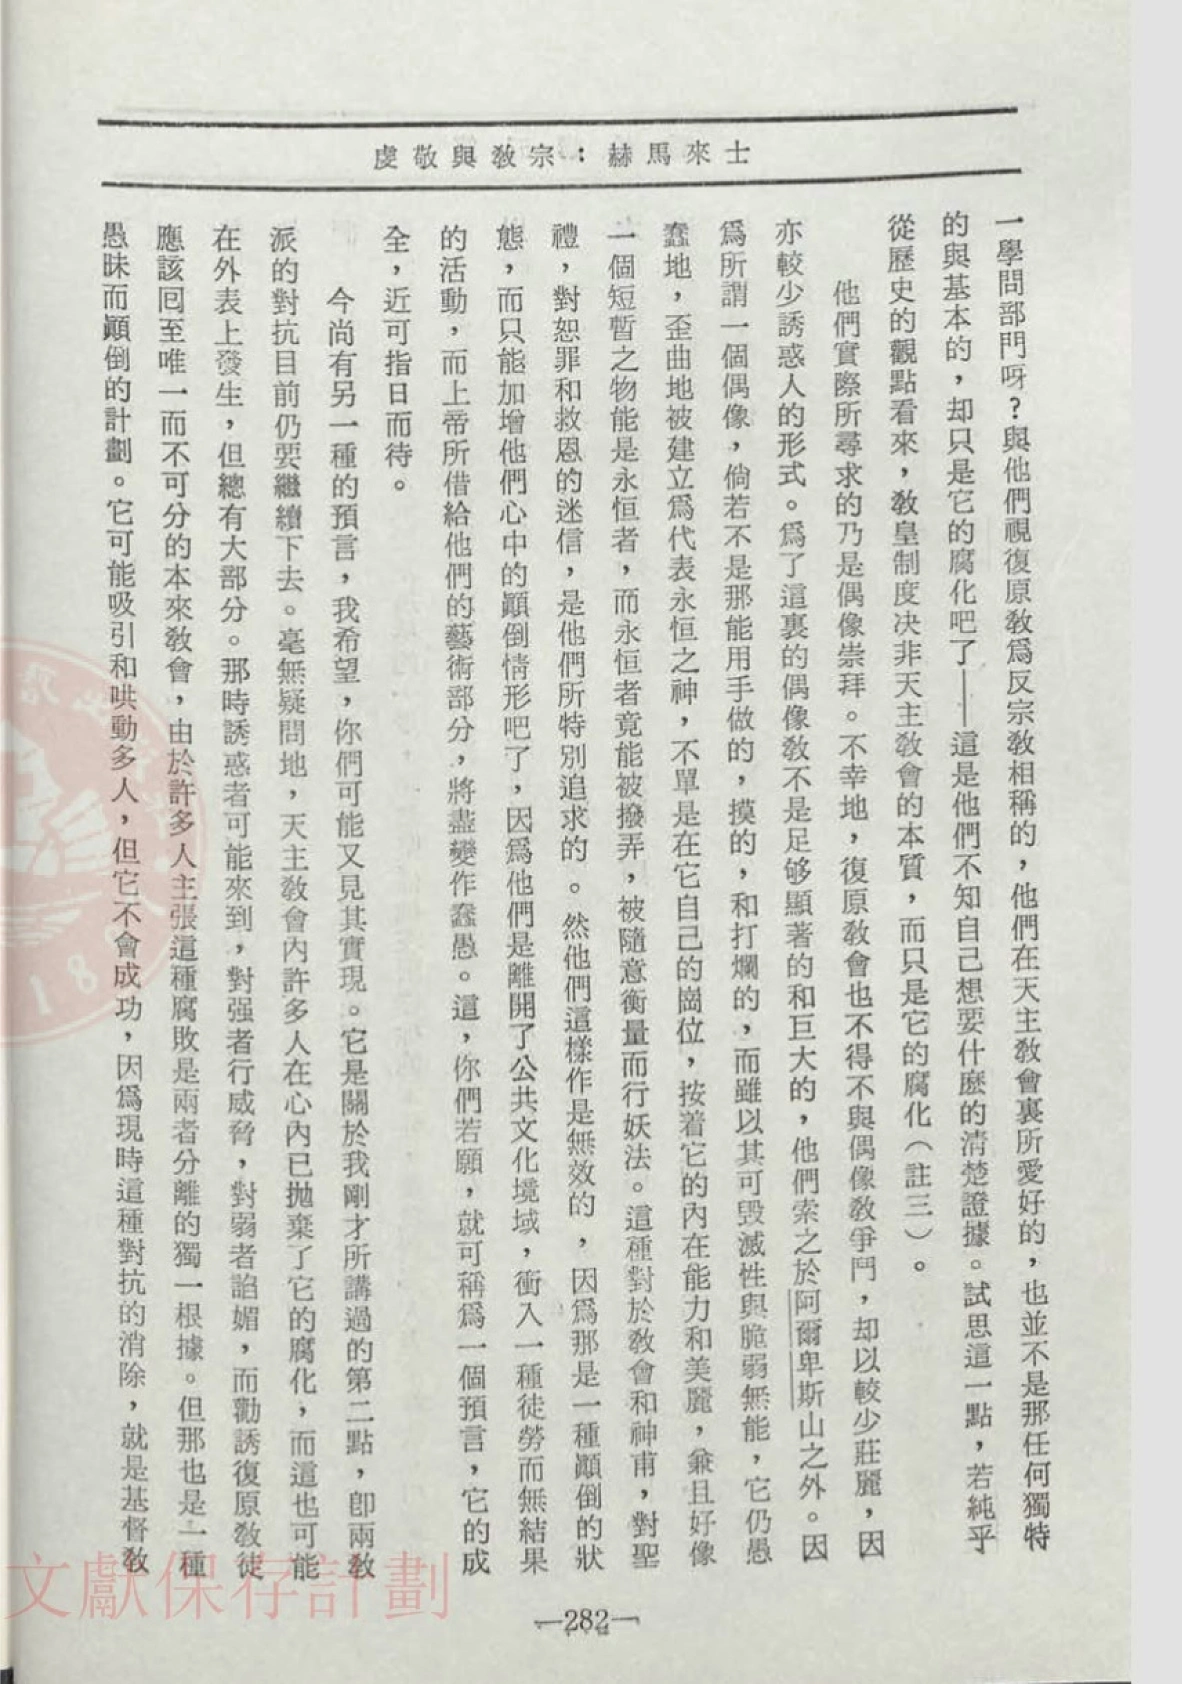 士來馬赫：宗教與敬虔
一學問部門呀？與他們視復原教爲反宗教相稱的，他們在天主教會裏所愛好的，也並不是那任何獨特
的與基本的，却只是它的腐化吧了——這是他們不知自己想要什麽的清楚證據。試思這一點，若純乎
從歷史的觀點看來，教皇制度决非天主教會的本質，而只是它的腐化（註三）。
他們實際所尋求的乃是偶像崇拜。不幸地，復原教會也不得不與偶像教爭鬥，却以較少莊麗，因
亦較少誘惑人的形式。爲了這裏的偶像教不是足够顯著的和巨大的，他們索之於阿爾卑斯山之外。因
爲所謂一個偶像，倘若不是那能用手做的，摸的，和打爛的，而雖以其可毀滅性與脆弱無能，它仍愚
蠢地，歪曲地被建立爲代表永恒之神，不單是在它自己的崗位，按着它的內在能力和美麗，兼且好像
一個短暫之物能是永恒者，而永恒者竟能被撥弄，被隨意衡量而行妖法。這種對於教會和神甫，對聖
禮，對恕罪和救恩的迷信，是他們所特別追求的。然他們這樣作是無效的，因爲那是一種顚倒的狀
態，而只能加增他們心中的顚倒情形吧了，因爲他們是離開了公共文化境域，衝入一種徒勞而無結果
的活動，而上帝所借給他們的藝術部分，將盡變作蠢愚。這，你們若願，就可稱爲一個預言，它的成
全，近可指日而待。
今尚有另一種的預言，我希望，你們可能又見其實現。它是關於我剛才所講過的第二點，卽兩教
派的對抗目前仍要繼續下去。毫無疑問地，天主教會內許多人在心內已拋棄了它的腐化，而這也可能
在外表上發生，但總有大部分。那時誘惑者可能來到，對强者行威脅，對弱者諂媚，而勸誘復原教徒
應該囘至唯一而不可分的本來教會，由於許多人主張這種腐敗是兩者分離的獨一根據。但那也是一種
愚昧而顚倒的計劃。它可能吸引和哄動多人，但它不會成功，因爲現時這種對抗的消除，就是基督教
—282—
文獻保存計劃